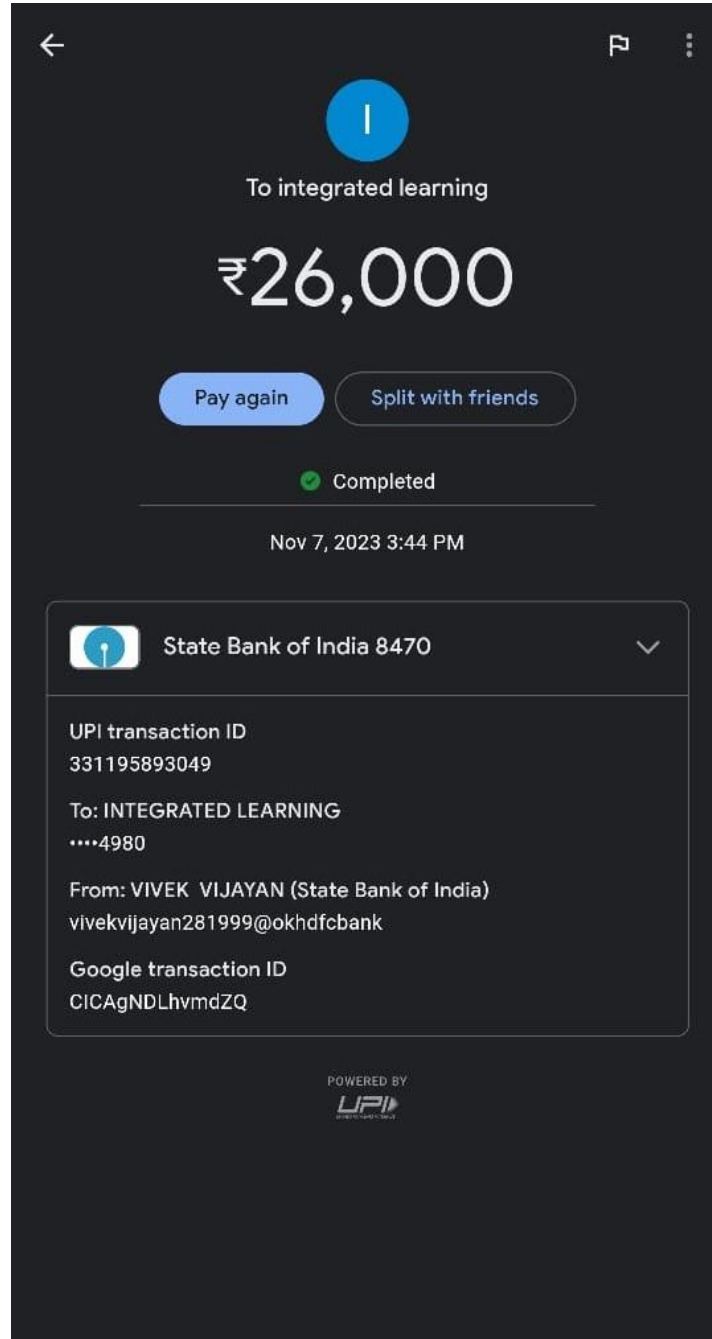 I
To integrated learning
₹26,000
Pay again
Split with friends
Completed
Nov 7, 2023 3:44 PM
State Bank of India 8470
UPI transaction ID
331195893049
To: INTEGRATED LEARNING
····4980
From: VIVEK VIJAYAN (State Bank of India)
vivekvijayan281999@okhdfcbank
Google transaction ID
CICAgNDLhvmdZQ
POWERED BY
UPI